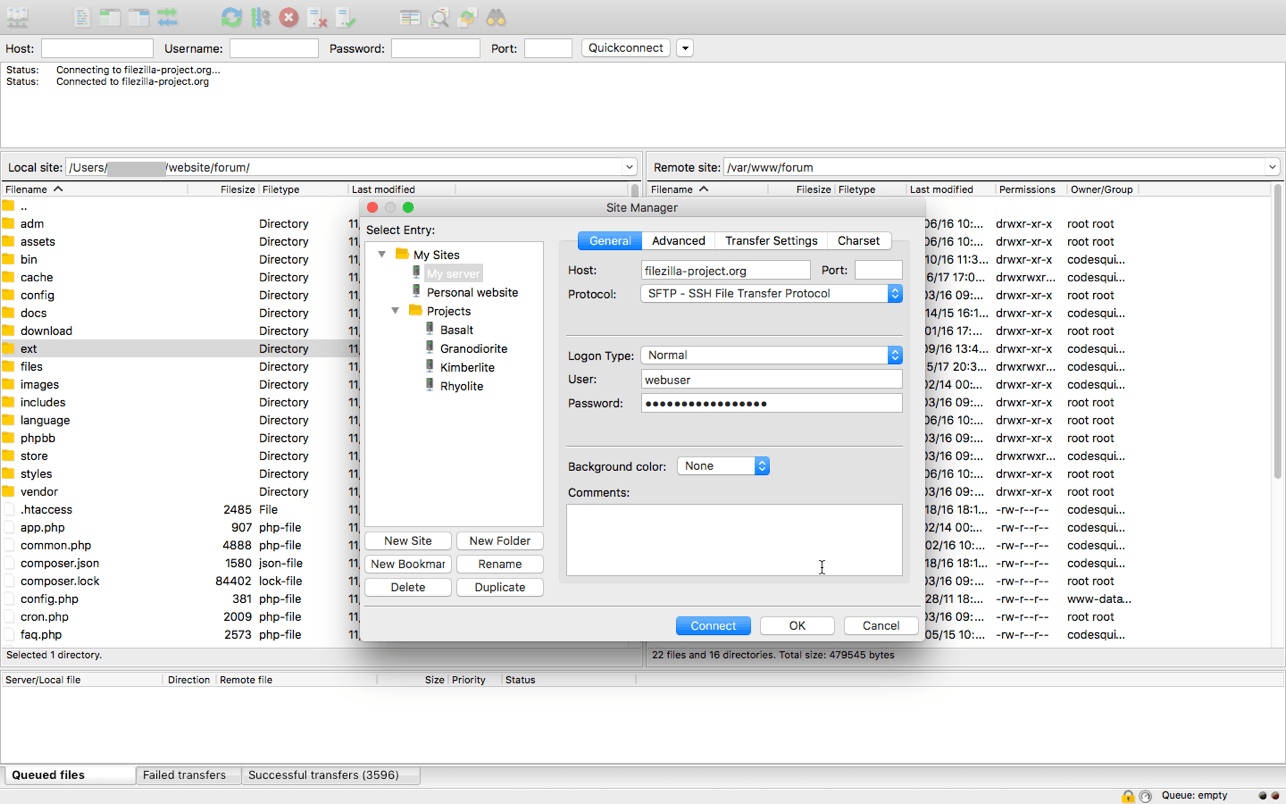 Host: Username: Password: Port: Quickconnect
Status: Connecting to filezilla-project.org...
Status: Connected to filezilla-project.org
Local site: /Users/ /website/forum/
Filename Filesize Filetype Last modified
..
adm Directory 11,
assets Directory 11,
bin Directory 11,
cache Directory 11,
config Directory 11,
docs Directory 11,
download Directory 11,
ext Directory 11,
files Directory 11,
images Directory 11,
includes Directory 11,
language Directory 11,
phpbb Directory 11,
store Directory 11,
styles Directory 11,
vendor Directory 11,
.htaccess 2485 File 11,
app.php 907 php-file 11,
common.php 4888 php-file 11,
composer.json 1580 json-file 11,
composer.lock 84402 lock-file 11,
config.php 381 php-file 11,
cron.php 2009 php-file 11,
faq.php 2573 php-file 11,
Selected 1 directory.
Remote site: /var/www/forum
Filename Filesize Filetype Last modified Permissions Owner/Group
06/16 10:... drwxr-xr-x root root
10/16 11:3... drwxr-xr-x codesqui...
6/17 17:0... drwxrwxr... codesqui...
03/16 09:... drwxr-xr-x codesqui...
14/15 16:1... drwxr-xr-x codesqui...
01/16 17:... drwxr-xr-x codesqui...
09/16 13:4... drwxr-xr-x codesqui...
5/17 20:3... drwxrwxr... codesqui...
02/14 00:... drwxr-xr-x codesqui...
03/16 09:... drwxr-xr-x root root
06/16 10:... drwxr-xr-x codesqui...
03/16 09:... drwxr-xr-x root root
03/16 09:... drwxrwxr... codesqui...
06/16 10:... drwxr-xr-x root root
03/16 09:... drwxr-xr-x root root
18/16 18:1... -rw-r--r-- codesqui...
02/14 00:... -rw-r--r-- codesqui...
02/16 10:... -rw-r--r-- codesqui...
18/16 18:1... -rw-r--r-- codesqui...
03/16 09:... -rw-r--r-- root root
28/11 18:... -rw-r--r-- www-data...
03/16 09:... -rw-r--r-- root root
05/15 10:... -rw-r--r-- codesqui...
22 files and 16 directories. Total size: 479545 bytes
Site Manager
Select Entry:
My Sites
My server
Personal website
Projects
Basalt
Granodiorite
Kimberlite
Rhyolite
New Site New Folder
New Bookmar Rename
Delete Duplicate
General Advanced Transfer Settings Charset
Host: filezilla-project.org Port:
Protocol: SFTP - SSH File Transfer Protocol
Logon Type: Normal
User: webuser
Password: •••••••••••••••••
Background color: None
Comments:
Connect OK Cancel
Server/Local file Direction Remote file Size Priority Status
Queued files Failed transfers Successful transfers (3596)
Queue: empty